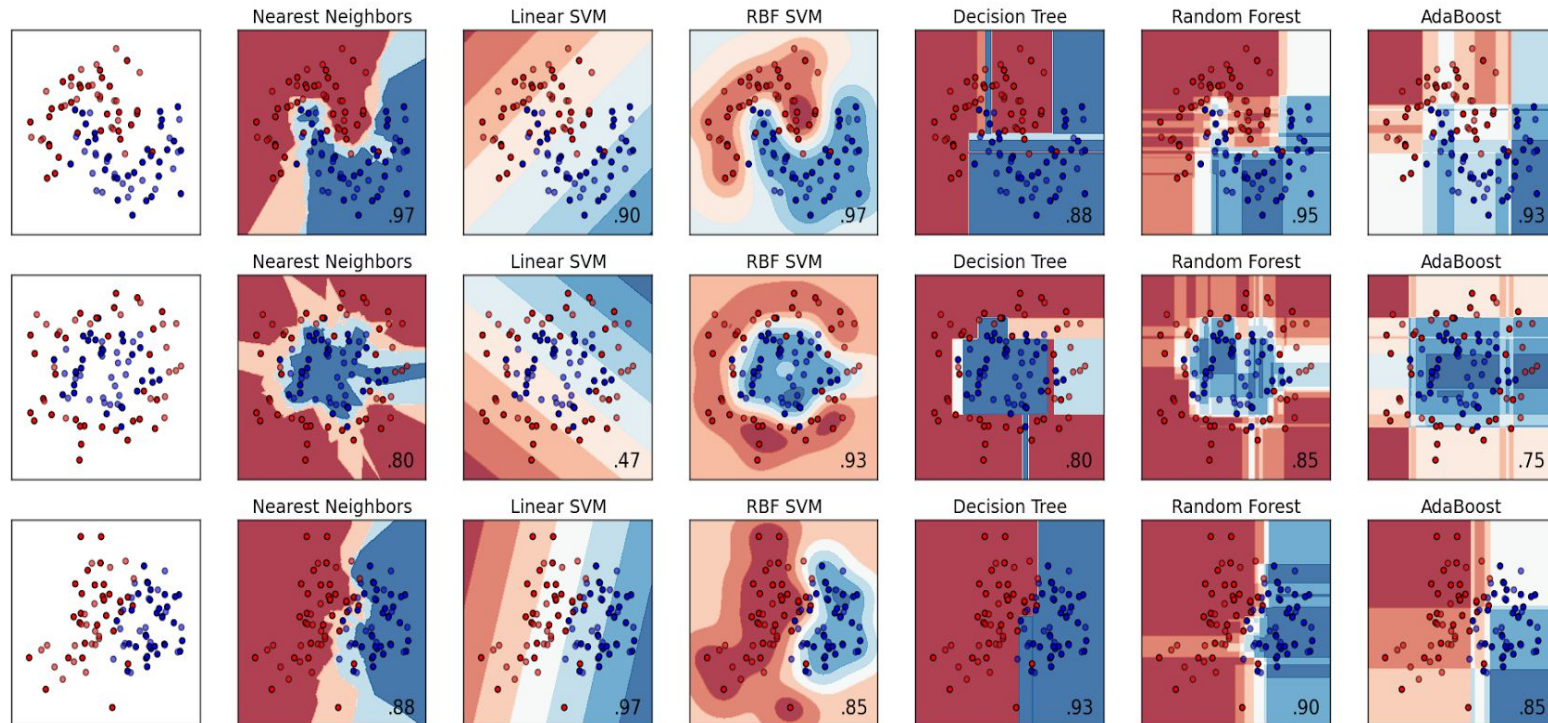 Nearest Neighbors Linear SVM RBF SVM Decision Tree Random Forest AdaBoost
.97 .90 .97 .88 .95 .93
Nearest Neighbors Linear SVM RBF SVM Decision Tree Random Forest AdaBoost
.80 .47 .93 .80 .85 .75
Nearest Neighbors Linear SVM RBF SVM Decision Tree Random Forest AdaBoost
.88 .97 .85 .93 .90 .85